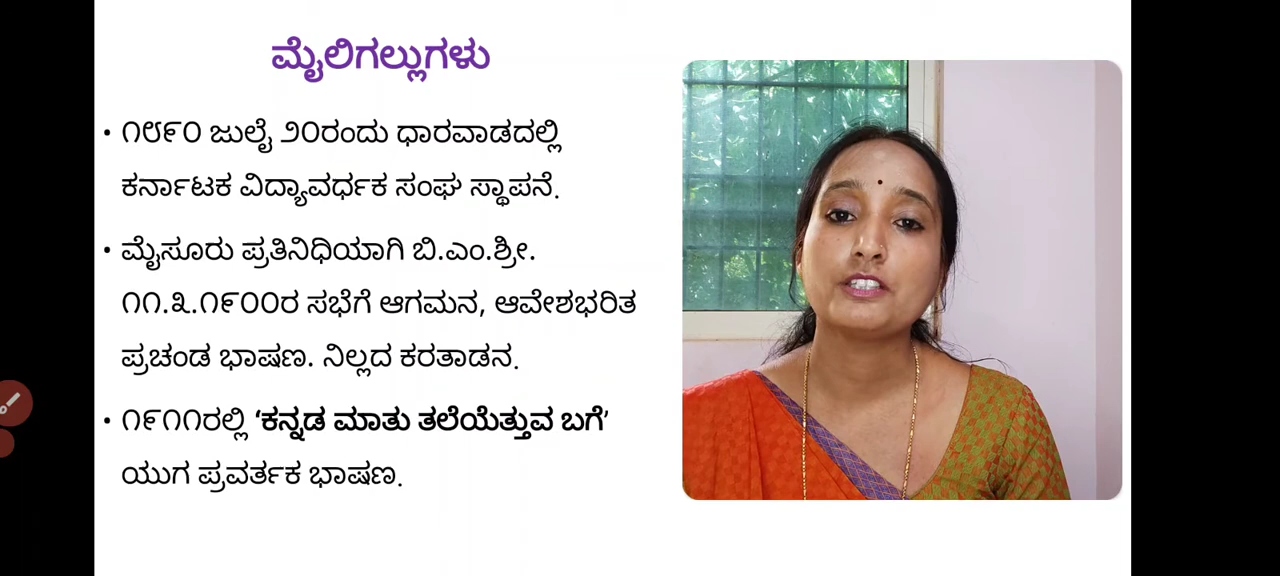 ಮೈಲಿಗಲ್ಲುಗಳು
• ೧೮೯೦ ಜುಲೈ ೨೦ರಂದು ಧಾರವಾಡದಲ್ಲಿ
ಕರ್ನಾಟಕ ವಿದ್ಯಾವರ್ಧಕ ಸಂಘ ಸ್ಥಾಪನೆ.
• ಮೈಸೂರು ಪ್ರತಿನಿಧಿಯಾಗಿ ಬಿ.ಎಂ.ಶ್ರೀ.
೧೧.೩.೧೯೦೦ರ ಸಭೆಗೆ ಆಗಮನ, ಆವೇಶಭರಿತ
ಪ್ರಚಂಡ ಭಾಷಣ. ನಿಲ್ಲದ ಕರತಾಡನ.
• ೧೯೧೧ರಲ್ಲಿ ‘ಕನ್ನಡ ಮಾತು ತಲೆಯೆತ್ತುವ ಬಗೆ’
ಯುಗ ಪ್ರವರ್ತಕ ಭಾಷಣ.